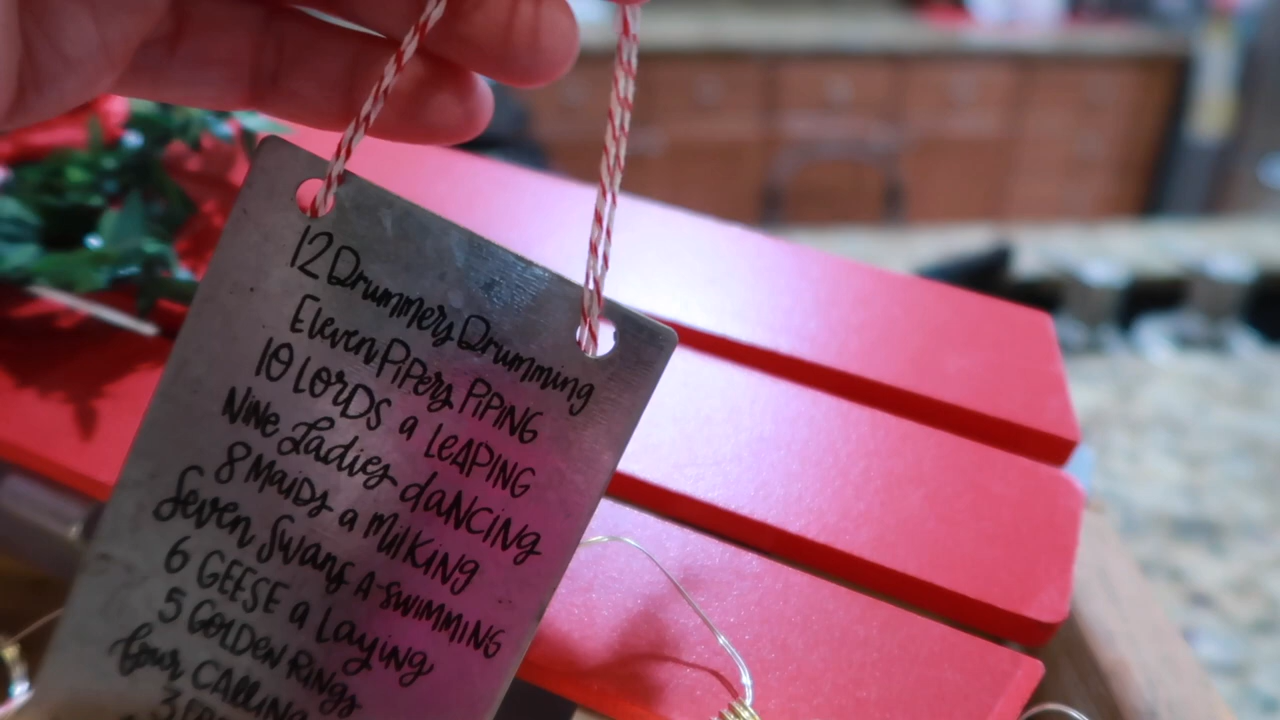 12 Drummers Drumming
Eleven PiPers PiPING
10 LORDS a LEAPING
NiNe Ladies daNCING
8 MaiDs a MilKING
Seven Swans A-SWIMMING
6 GEESE a Laying
5 GOLDEN RINGS
four CALLING
3